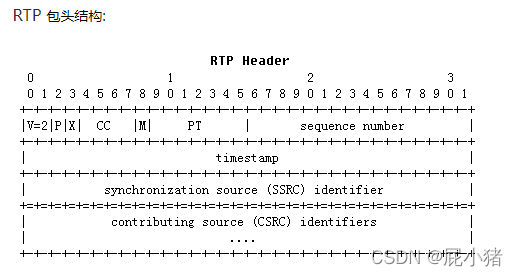 RTP 包头结构:
RTP Header
0                   1                   2                   3
0 1 2 3 4 5 6 7 8 9 0 1 2 3 4 5 6 7 8 9 0 1 2 3 4 5 6 7 8 9 0 1
+-+-+-+-+-+-+-+-+-+-+-+-+-+-+-+-+-+-+-+-+-+-+-+-+-+-+-+-+-+-+-+-+
|V=2|P|X|  CC   |M|     PT      |       sequence number         |
+-+-+-+-+-+-+-+-+-+-+-+-+-+-+-+-+-+-+-+-+-+-+-+-+-+-+-+-+-+-+-+-+
|                           timestamp                           |
+-+-+-+-+-+-+-+-+-+-+-+-+-+-+-+-+-+-+-+-+-+-+-+-+-+-+-+-+-+-+-+-+
|           synchronization source (SSRC) identifier            |
+=+=+=+=+=+=+=+=+=+=+=+=+=+=+=+=+=+=+=+=+=+=+=+=+=+=+=+=+=+=+=+=+
|            contributing source (CSRC) identifiers             |
|                             ....                              |
+-+-+-+-+-+-+-+-+-+-+-+-+-+-+-+-+-+-+-+-+-+-+-+-+-+-+-+-+-+-+-+-+
CSDN @屁小猪